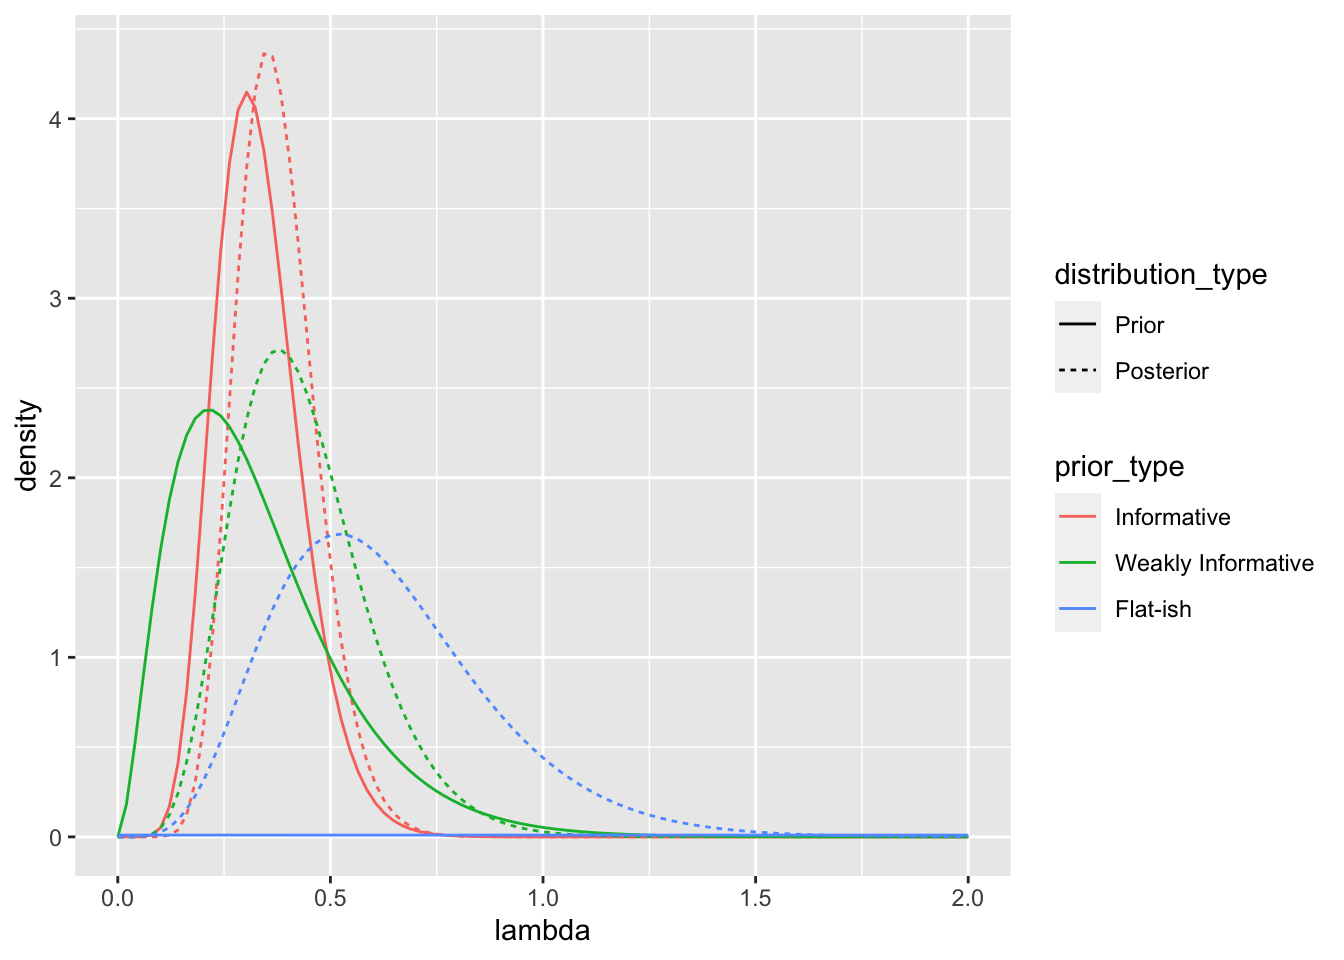 density
4
3
2
1
0
0.0
0.5
1.0
1.5
2.0
lambda
distribution_type
Prior
Posterior
prior_type
Informative
Weakly Informative
Flat-ish